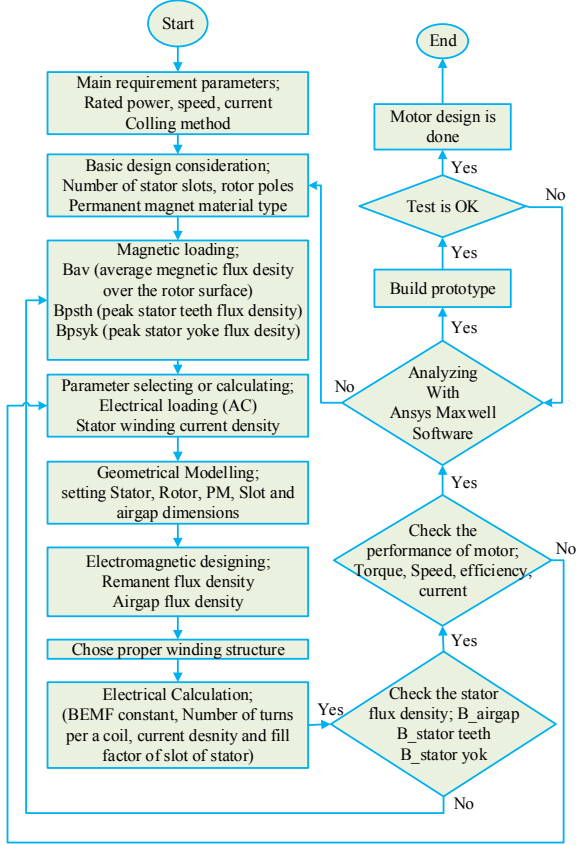 Start
Main requirement parameters;
Rated power, speed, current
Colling method
Basic design consideration;
Number of stator slots, rotor poles
Permanent magnet material type
Magnetic loading;
Bav (average megnetic flux desity
over the rotor surface)
Bpsth (peak stator teeth flux density)
Bpsyk (peak stator yoke flux desity)
Parameter selecting or calculating;
Electrical loading (AC)
Stator winding current density
Geometrical Modelling;
setting Stator, Rotor, PM, Slot and
airgap dimensions
Electromagnetic designing;
Remanent flux density
Airgap flux density
Chose proper winding structure
Electrical Calculation;
(BEMF constant, Number of turns
per a coil, current desnity and fill
factor of slot of stator)
Yes
Check the stator
flux density; B_airgap
B_stator teeth
B_stator yok
No
Yes
Check the
performance of motor;
Torque, Speed, efficiency,
current
No
Yes
Analyzing
With
Ansys Maxwell
Software
No
Yes
Build prototype
Yes
Test is OK
No
Yes
Motor design is
done
End